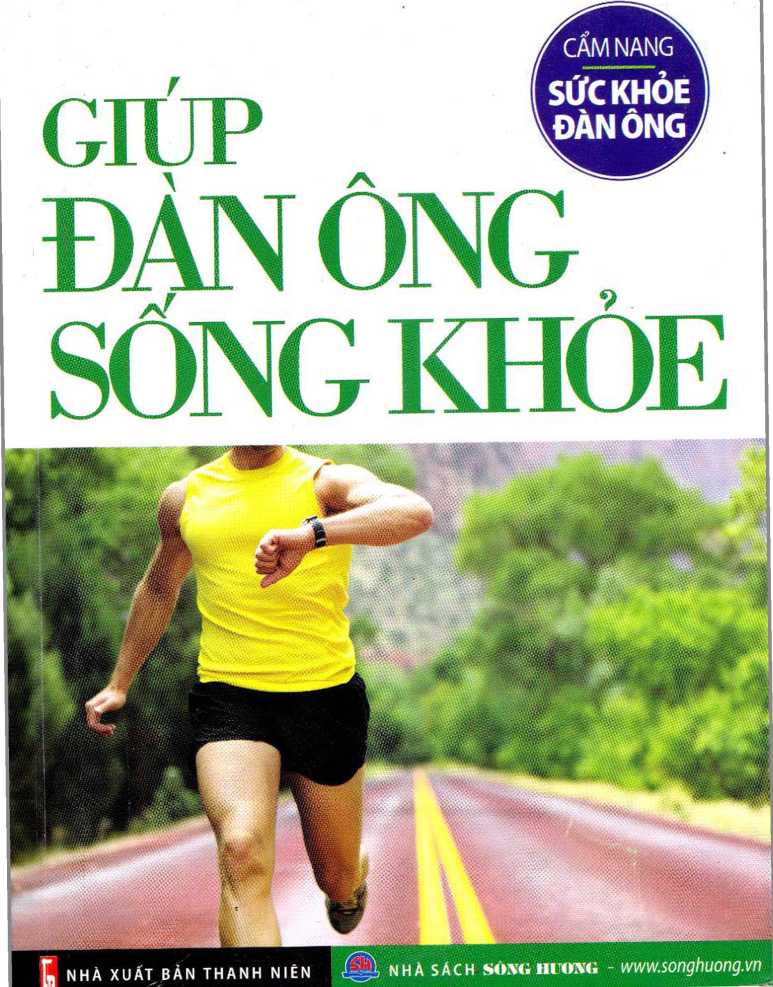 CẨM NANG
SỨC KHỎE
ĐÀN ÔNG
GIÚP
ĐÀN ÔNG
SỐNG KHỎE
NHÀ XUẤT BẢN THANH NIÊN
NHÀ SÁCH SÔNG HƯƠNG - www.songhuong.vn